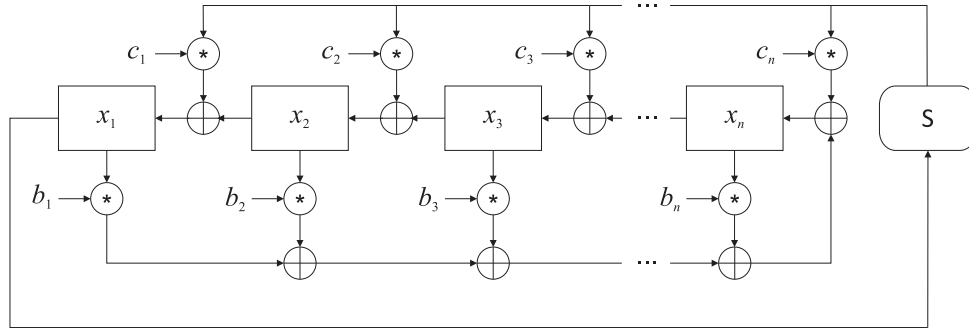 ...
c₁ * c₂ * c₃ * cₙ *
x₁ x₂ x₃ ... xₙ S
b₁ * b₂ * b₃ * bₙ *
...